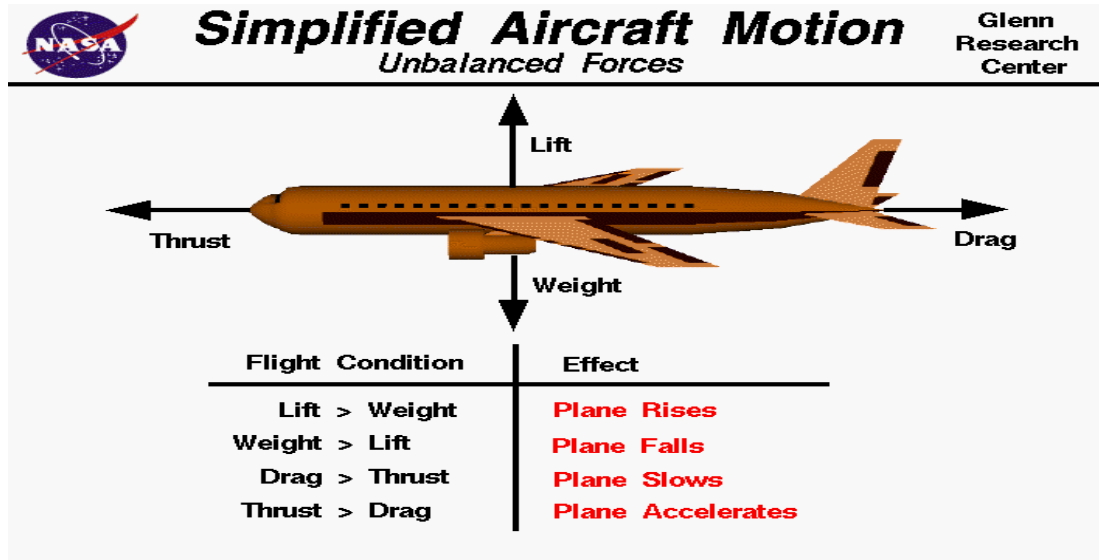 NASA
Simplified Aircraft Motion
Unbalanced Forces
Glenn
Research
Center
Lift
Thrust
Drag
Weight
Flight Condition Effect
Lift > Weight Plane Rises
Weight > Lift Plane Falls
Drag > Thrust Plane Slows
Thrust > Drag Plane Accelerates